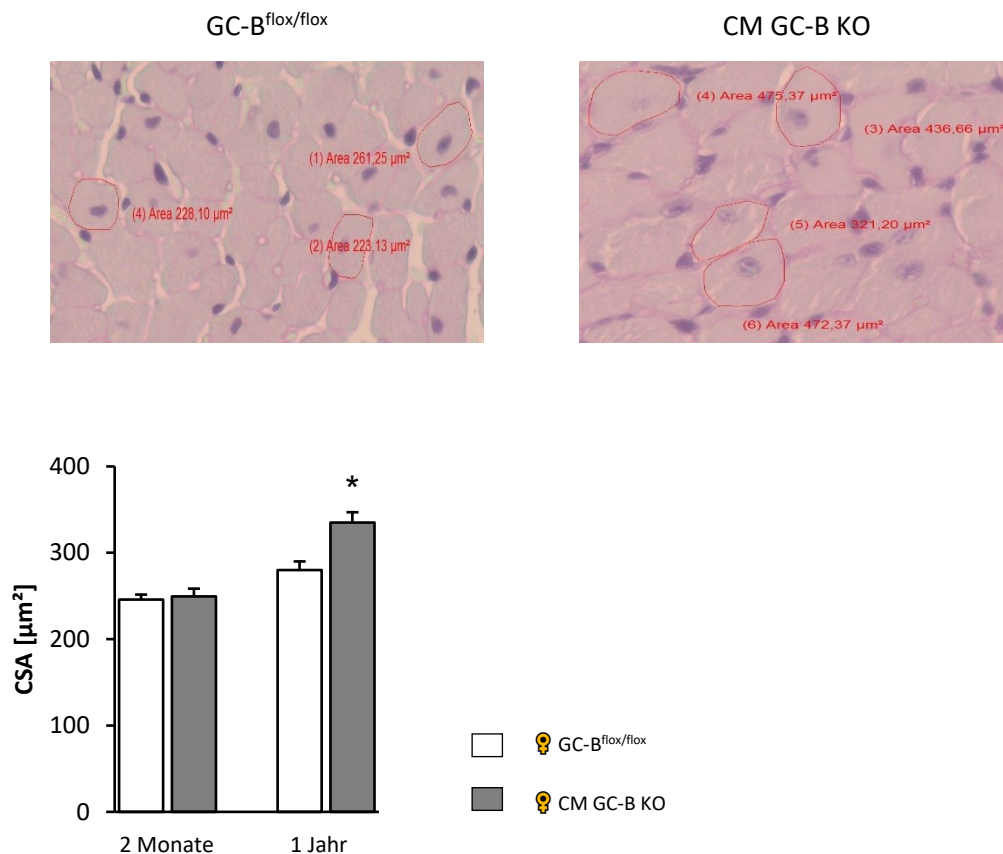 GC-Bflox/flox
CM GC-B KO
(1) Area 261,25 µm²
(4) Area 228,10 µm²
(2) Area 223,13 µm²
(4) Area 475,37 µm²
(3) Area 436,66 µm²
(5) Area 321,20 µm²
(6) Area 472,37 µm²
CSA [µm²]
400
300
200
100
0
*
2 Monate
1 Jahr
GC-Bflox/flox
CM GC-B KO